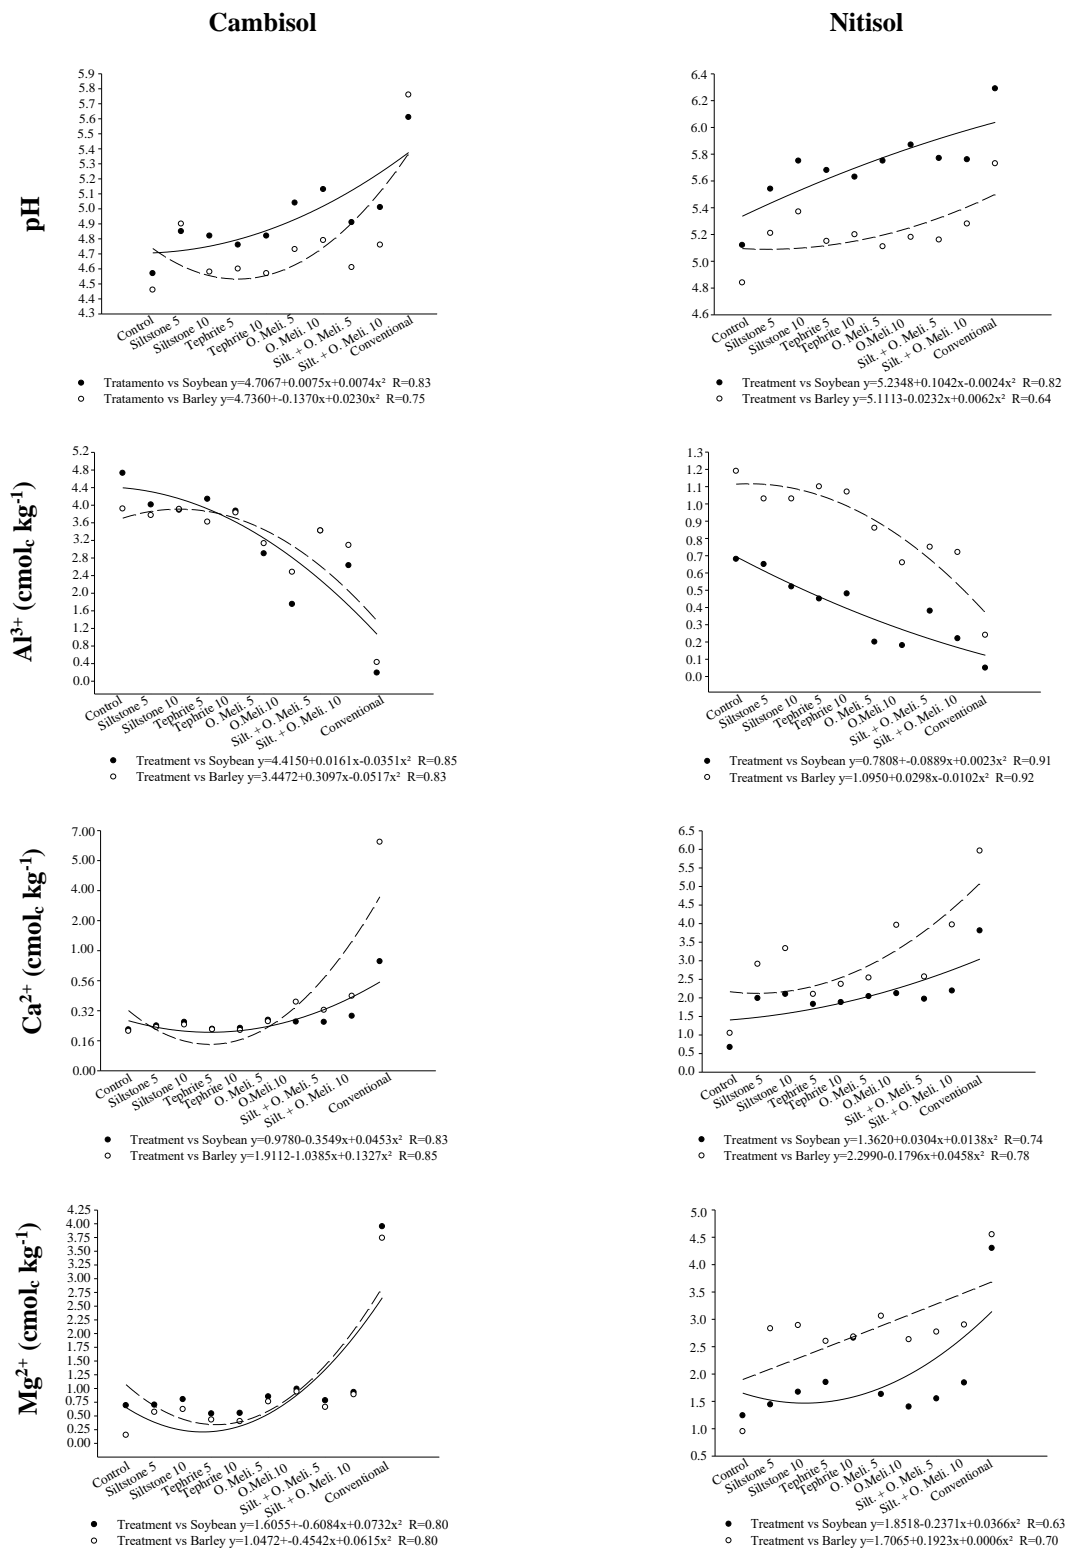 Cambisol
Nitisol
pH
5.9
5.8
5.7
5.6
5.5
5.4
5.3
5.2
5.1
5.0
4.9
4.8
4.7
4.6
4.5
4.4
4.3
Control
Siltstone 5
Siltstone 10
Tephrite 5
Tephrite 10
O. Meli. 5
O. Meli. 10
Silt. + O. Meli. 5
Silt. + O. Meli. 10
Conventional
● Tratamento vs Soybean y=4.7067+0.0075x+0.0074x² R=0.83
○ Tratamento vs Barley y=4.7360+-0.1370x+0.0230x² R=0.75
6.4
6.2
6.0
5.8
5.6
5.4
5.2
5.0
4.8
4.6
Control
Siltstone 5
Siltstone 10
Tephrite 5
Tephrite 10
O. Meli. 5
O.Meli.10
Silt. + O. Meli. 5
Silt. + O. Meli. 10
Conventional
● Treatment vs Soybean y=5.2348+0.1042x-0.0024x² R=0.82
○ Treatment vs Barley y=5.1113-0.0232x+0.0062x² R=0.64
Al³⁺ (cmolc kg⁻¹)
5.2
4.8
4.4
4.0
3.6
3.2
2.8
2.4
2.0
1.6
1.2
0.8
0.4
0.0
Control
Siltstone 5
Siltstone 10
Tephrite 5
Tephrite 10
O. Meli. 5
O.Meli.10
Silt. + O. Meli. 5
Silt. + O. Meli. 10
Conventional
● Treatment vs Soybean y=4.4150+0.0161x-0.0351x² R=0.85
○ Treatment vs Barley y=3.4472+0.3097x-0.0517x² R=0.83
1.3
1.2
1.1
1.0
0.9
0.8
0.7
0.6
0.5
0.4
0.3
0.2
0.1
0.0
Control
Siltstone 5
Siltstone 10
Tephrite 5
Tephrite 10
O. Meli. 5
O.Meli.10
Silt. + O. Meli. 5
Silt. + O. Meli. 10
Conventional
● Treatment vs Soybean y=0.7808+-0.0889x+0.0023x² R=0.91
○ Treatment vs Barley y=1.0950+0.0298x-0.0102x² R=0.92
Ca²⁺ (cmolc kg⁻¹)
7.00
5.00
4.00
2.00
1.00
0.56
0.32
0.16
0.00
Control
Siltstone 5
Siltstone 10
Tephrite 5
Tephrite 10
O. Meli. 5
O.Meli.10
Silt. + O. Meli. 5
Silt. + O. Meli. 10
Conventional
● Treatment vs Soybean y=0.9780-0.3549x+0.0453x² R=0.83
○ Treatment vs Barley y=1.9112-1.0385x+0.1327x² R=0.85
6.5
6.0
5.5
5.0
4.5
4.0
3.5
3.0
2.5
2.0
1.5
1.0
0.5
0.0
Control
Siltstone 5
Siltstone 10
Tephrite 5
Tephrite 10
O. Meli. 5
O.Meli.10
Silt. + O. Meli. 5
Silt. + O. Meli. 10
Conventional
● Treatment vs Soybean y=1.3620+0.0304x+0.0138x² R=0.74
○ Treatment vs Barley y=2.2990-0.1796x+0.0458x² R=0.78
Mg²⁺ (cmolc kg⁻¹)
4.25
4.00
3.75
3.50
3.25
3.00
2.75
2.50
2.25
2.00
1.75
1.50
1.25
1.00
0.75
0.50
0.25
0.00
Control
Siltstone 5
Siltstone 10
Tephrite 5
Tephrite 10
O. Meli. 5
O.Meli.10
Silt. + O. Meli. 5
Silt. + O. Meli. 10
Conventional
● Treatment vs Soybean y=1.6055+-0.6084x+0.0732x² R=0.80
○ Treatment vs Barley y=1.0472+-0.4542x+0.0615x² R=0.80
5.0
4.5
4.0
3.5
3.0
2.5
2.0
1.5
1.0
0.5
Control
Siltstone 5
Siltstone 10
Tephrite 5
Tephrite 10
O. Meli. 5
O.Meli.10
Silt. + O. Meli. 5
Silt. + O. Meli. 10
Conventional
● Treatment vs Soybean y=1.8518-0.2371x+0.0366x² R=0.63
○ Treatment vs Barley y=1.7065+0.1923x+0.0006x² R=0.70